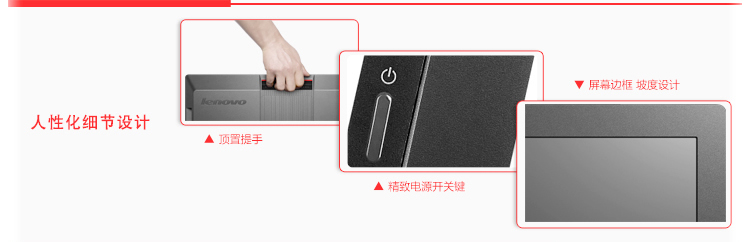 人性化细节设计
lenovo
▲ 顶置提手
▲ 精致电源开关键
▼ 屏幕边框 坡度设计